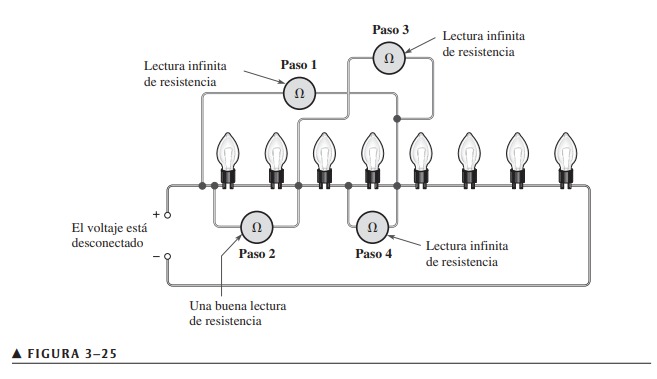 Paso 3
Lectura infinita
de resistencia
Ω
Lectura infinita
de resistencia
Paso 1
Ω
+
El voltaje está
desconectado
–
Ω
Paso 2
Ω
Paso 4
Lectura infinita
de resistencia
Una buena lectura
de resistencia
▲ FIGURA 3–25